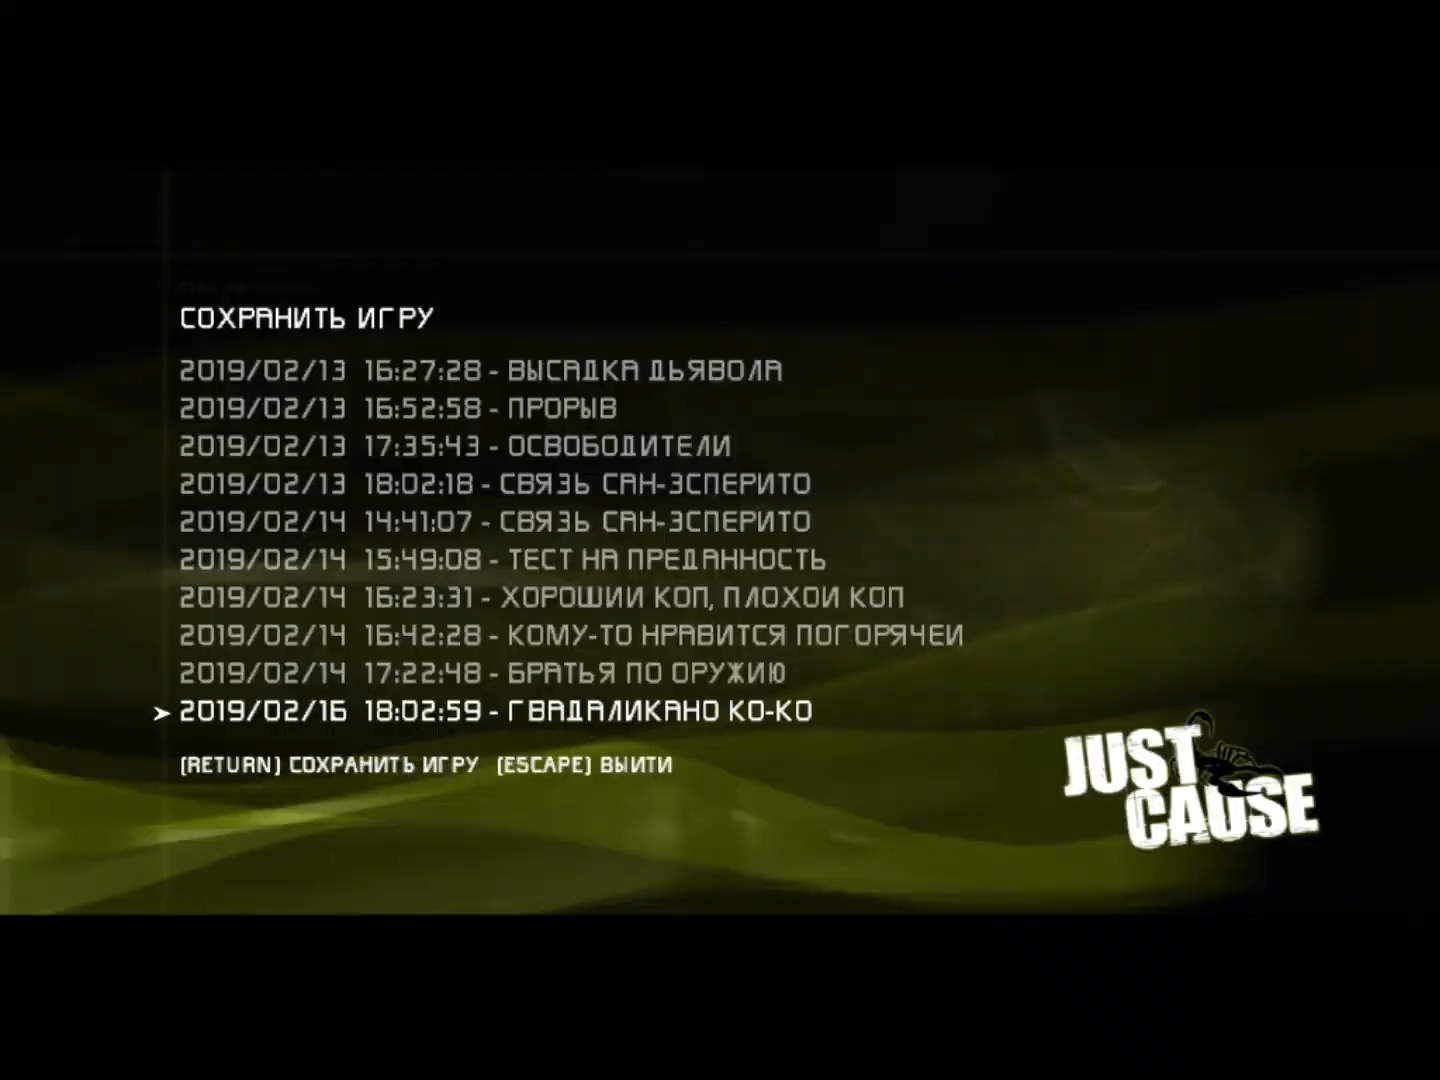 СОХРАНИТЬ ИГРУ
2019/02/13 16:27:28 - ВЫСАДКА ДЬЯВОЛА
2019/02/13 16:52:58 - ПРОРЫВ
2019/02/13 17:35:43 - ОСВОБОДИТЕЛИ
2019/02/13 18:02:18 - СВЯЗЬ САН-ЭСПЕРИТО
2019/02/14 14:41:07 - СВЯЗЬ САН-ЭСПЕРИТО
2019/02/14 15:49:08 - ТЕСТ НА ПРЕДАННОСТЬ
2019/02/14 16:23:31 - ХОРОШИИ КОП, ПЛОХОИ КОП
2019/02/14 16:42:28 - КОМУ-ТО НРАВИТСЯ ПОГОРЯЧЕИ
2019/02/14 17:22:48 - БРАТЬЯ ПО ОРУЖИЮ
2019/02/16 18:02:59 - ГВАДАЛИКАНО КО-КО
(RETURN) СОХРАНИТЬ ИГРУ (ESCAPE) ВЫИТИ
JUST
CAUSE